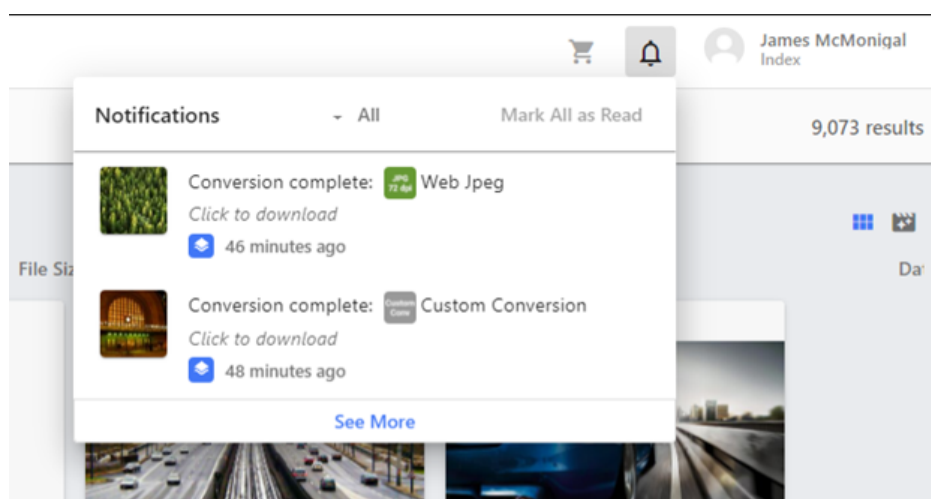 James McMonigal
Index
Notifications
All
Mark All as Read
9,073 results
Conversion complete: JPG 72 dpi Web Jpeg
Click to download
46 minutes ago
File Siz
Da
Conversion complete: Custom Conv Custom Conversion
Click to download
48 minutes ago
See More